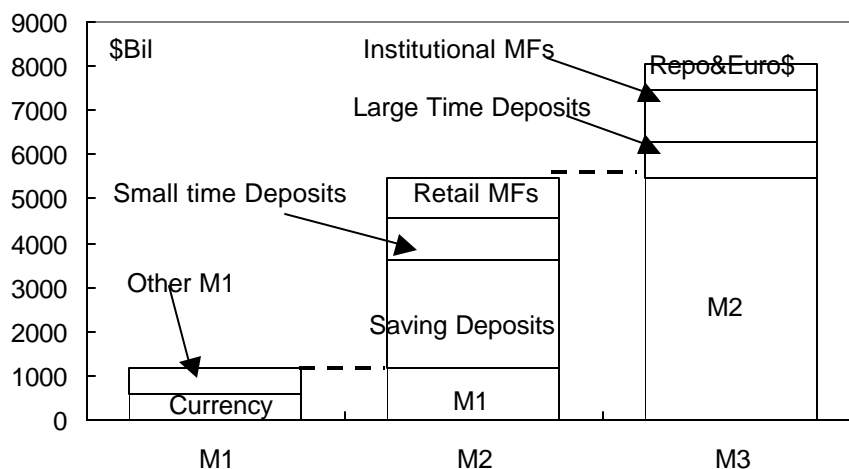 9000
$Bil
Institutional MFs
Repo&Euro$
8000
7000
Large Time Deposits
6000
5000
Small time Deposits
Retail MFs
4000
Other M1
3000
M2
2000
Saving Deposits
1000
Currency
M1
0
M1
M2
M3